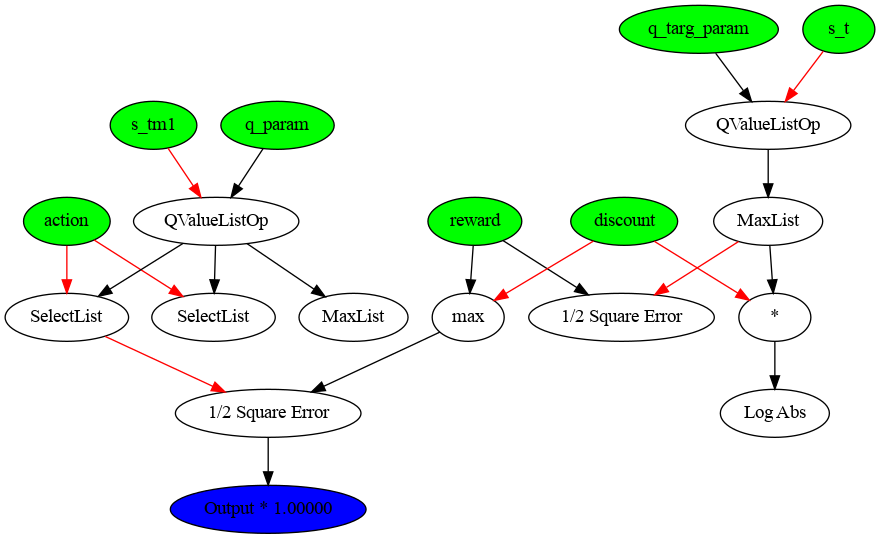 q_targ_param
s_t
s_tm1
q_param
QValueListOp
action
QValueListOp
reward
discount
MaxList
SelectList
SelectList
MaxList
max
1/2 Square Error
*
1/2 Square Error
Log Abs
Output * 1.00000